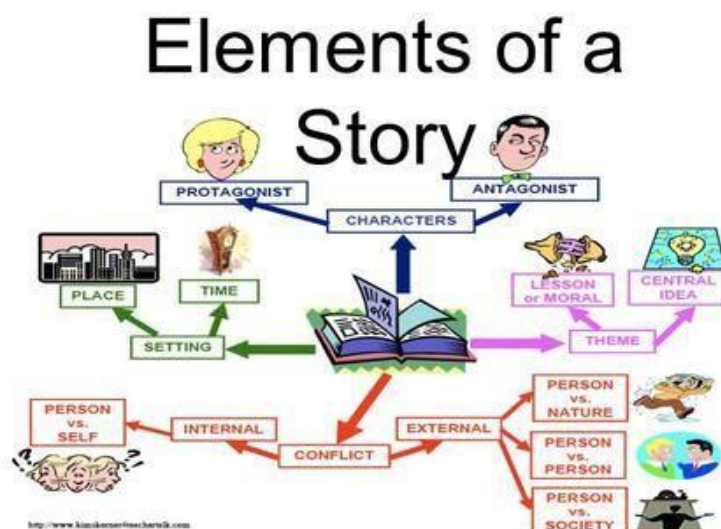 Elements of a
Story
PROTAGONIST
ANTAGONIST
CHARACTERS
PLACE
TIME
SETTING
LESSON
or MORAL
CENTRAL
IDEA
THEME
PERSON
vs.
SELF
INTERNAL
CONFLICT
EXTERNAL
PERSON
vs.
NATURE
PERSON
vs.
PERSON
PERSON
vs.
SOCIETY